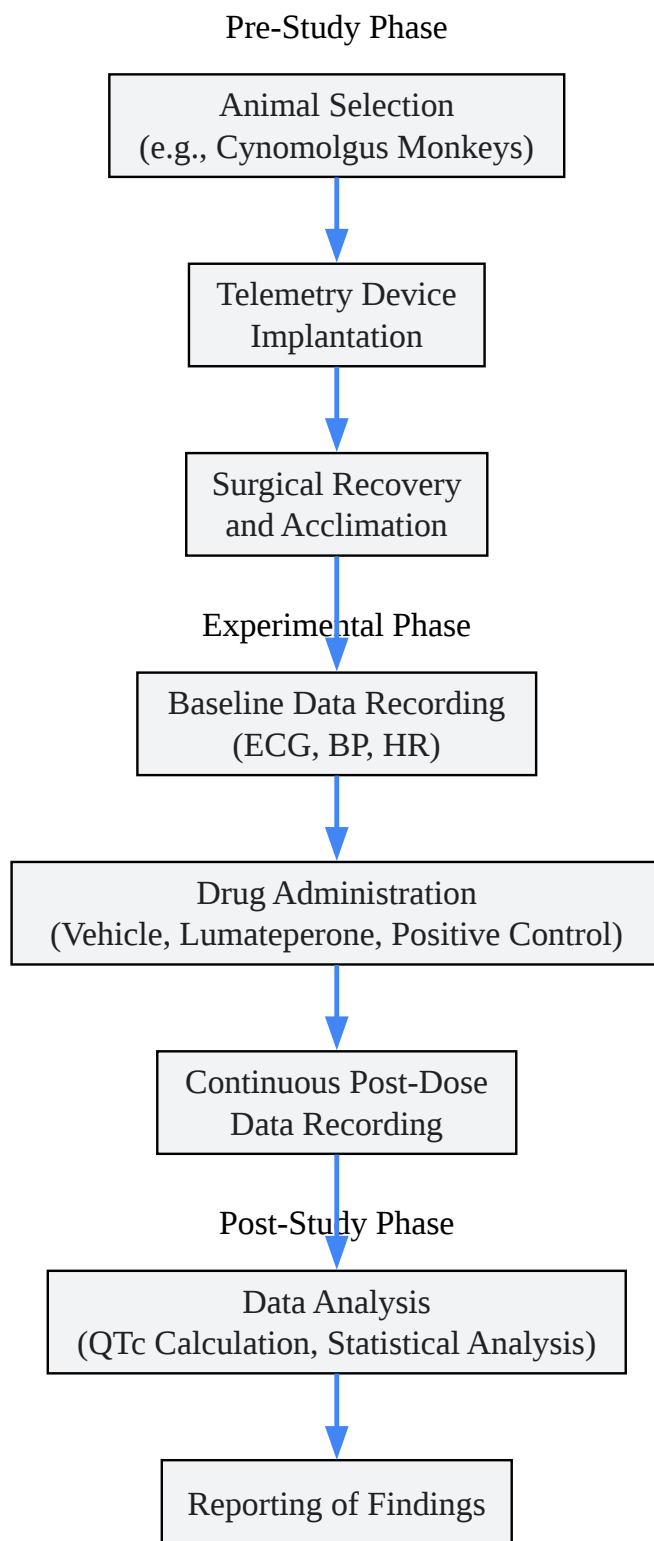 Pre-Study Phase
Animal Selection
(e.g., Cynomolgus Monkeys)
Telemetry Device
Implantation
Surgical Recovery
and Acclimation
Experimental Phase
Baseline Data Recording
(ECG, BP, HR)
Drug Administration
(Vehicle, Lumateperone, Positive Control)
Continuous Post-Dose
Data Recording
Post-Study Phase
Data Analysis
(QTc Calculation, Statistical Analysis)
Reporting of Findings